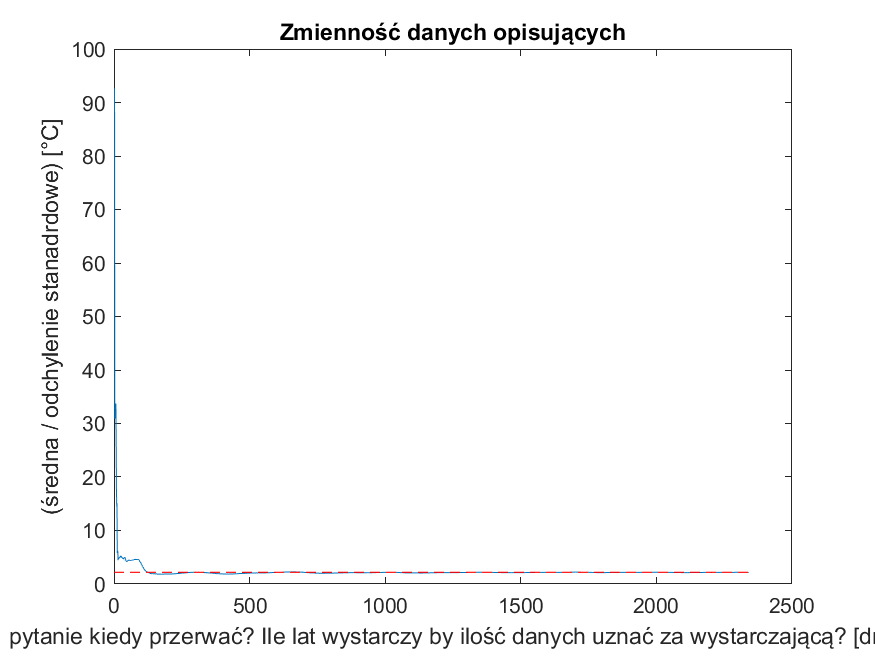 Zmienność danych opisujących
100
90
80
70
60
50
40
30
20
10
0
(średna / odchylenie stanadrdowe) [°C]
0 500 1000 1500 2000 2500
pytanie kiedy przerwać? IIe lat wystarczy by ilość danych uznać za wystarczającą? [dr